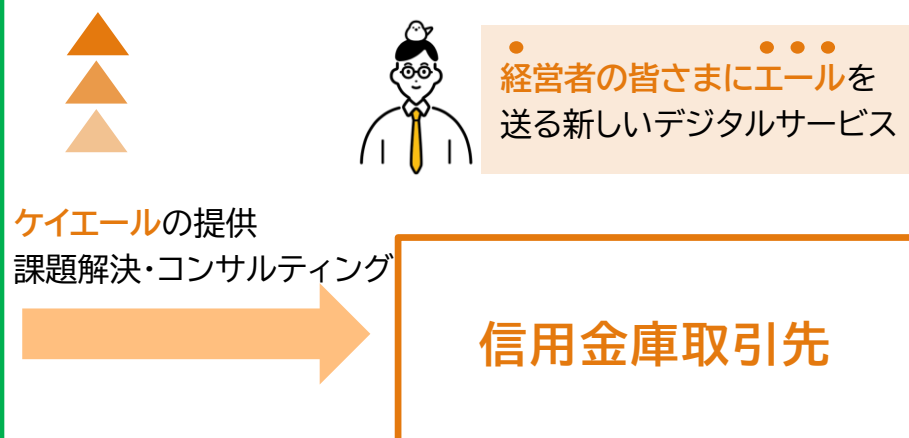 経営者の皆さまにエールを
送る新しいデジタルサービス
ケイエールの提供
課題解決・コンサルティング
信用金庫取引先